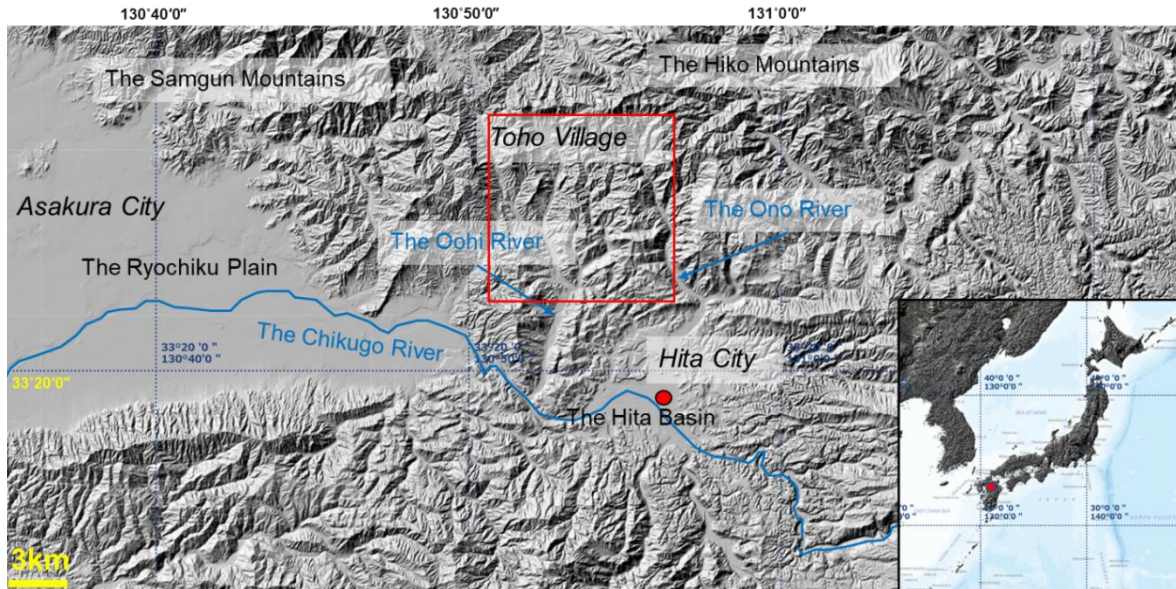 130°40'0"
130°50'0"
131°0'0"
The Samgun Mountains
The Hiko Mountains
Toho Village
Asakura City
The Ono River
The Oohi River
The Ryochiku Plain
The Chikugo River
33°20 '0 "
130°40 '0 "
33°20'0"
Hita City
The Hita Basin
3km
40°0 '0 "
130°0 '0 "
30°0 '0 "
140°0 '0 "